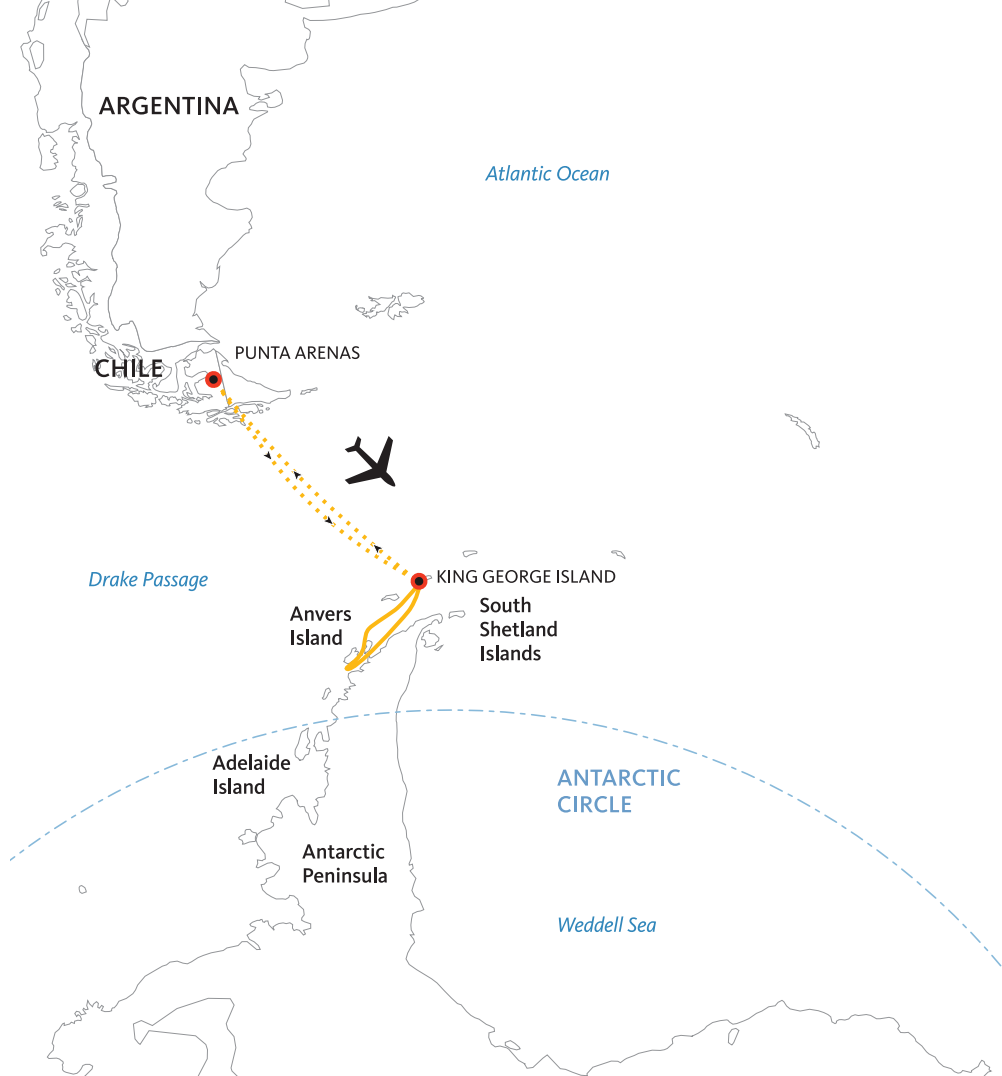 ARGENTINA
Atlantic Ocean
PUNTA ARENAS
CHILE
Drake Passage
KING GEORGE ISLAND
Anvers
Island
South
Shetland
Islands
Adelaide
Island
ANTARCTIC
CIRCLE
Antarctic
Peninsula
Weddell Sea